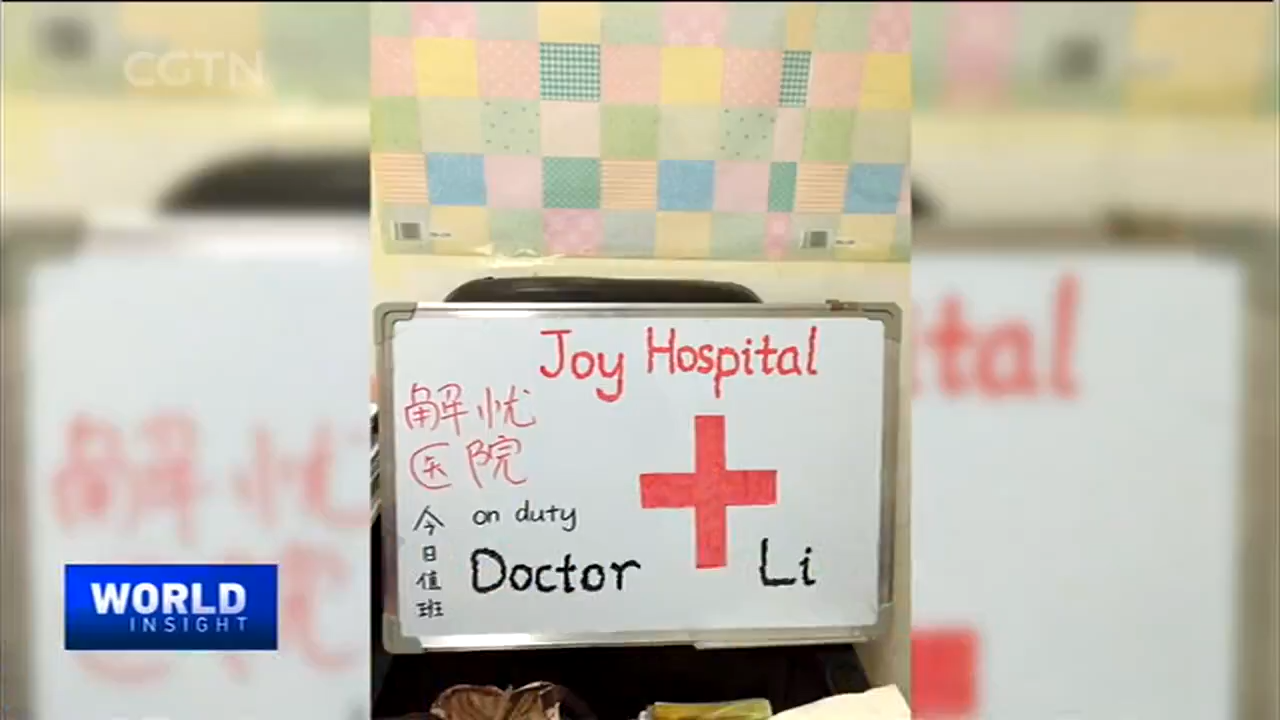 CGTN
Joy Hospital
解忧
医院
on duty
今日值班
Doctor Li
WORLD
INSIGHT